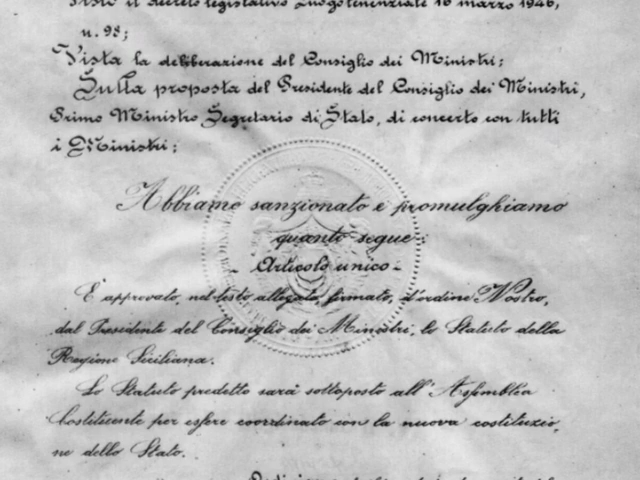 Visto il decreto legislativo Luogotenenziale 16 marzo 1946,
n. 98;
Vista la deliberazione del Consiglio dei Ministri;
Sulla proposta del Presidente del Consiglio dei Ministri,
Primo Ministro Segretario di Stato, di concerto con tutti
i Ministri;
Abbiamo sanzionato e promulghiamo
quanto segue:
- Articolo unico -
È approvato, nel testo allegato, firmato, d'ordine Nostro,
dal Presidente del Consiglio dei Ministri, lo Statuto della
Regione Siciliana.
Lo Statuto predetto sarà sottoposto all'Assemblea
Costituente per essere coordinato con la nuova costituzio,
ne dello Stato.